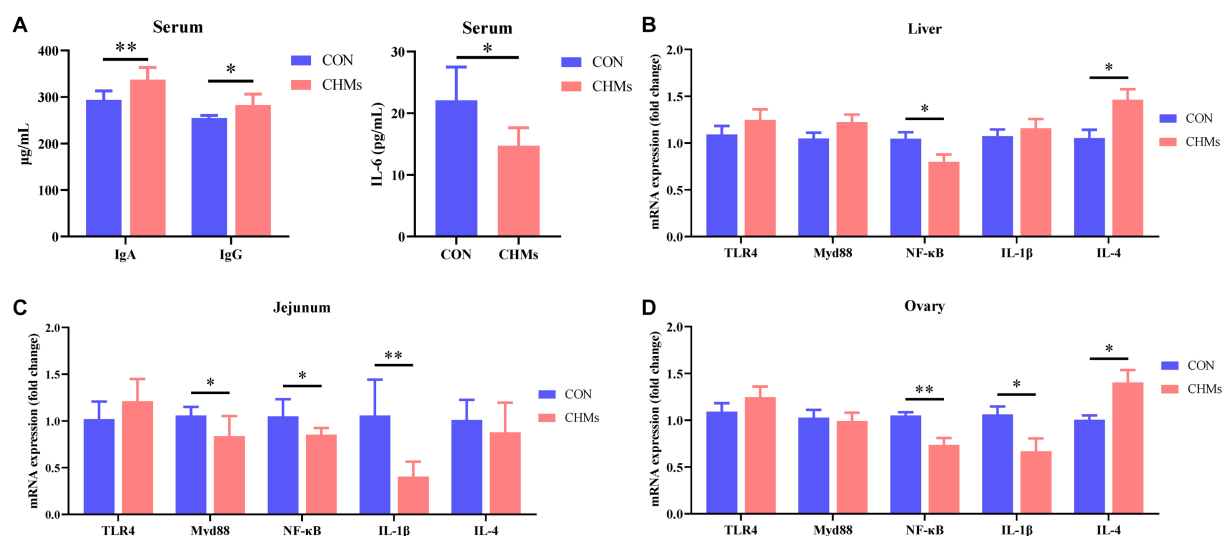 A
Serum
**
*
400
300
200
100
0
µg/mL
IgA
IgG
CON
CHMs
Serum
*
30
20
10
0
IL-6 (pg/mL)
CON
CHMs
CON
CHMs
B
Liver
*
*
2.0
1.5
1.0
0.5
0.0
mRNA expression (fold change)
TLR4
Myd88
NF-κB
IL-1β
IL-4
CON
CHMs
C
Jejunum
*
*
**
2.0
1.5
1.0
0.5
0.0
mRNA expression (fold change)
TLR4
Myd88
NF-κB
IL-1β
IL-4
CON
CHMs
D
Ovary
**
*
*
2.0
1.5
1.0
0.5
0.0
mRNA expression (fold change)
TLR4
Myd88
NF-κB
IL-1β
IL-4
CON
CHMs